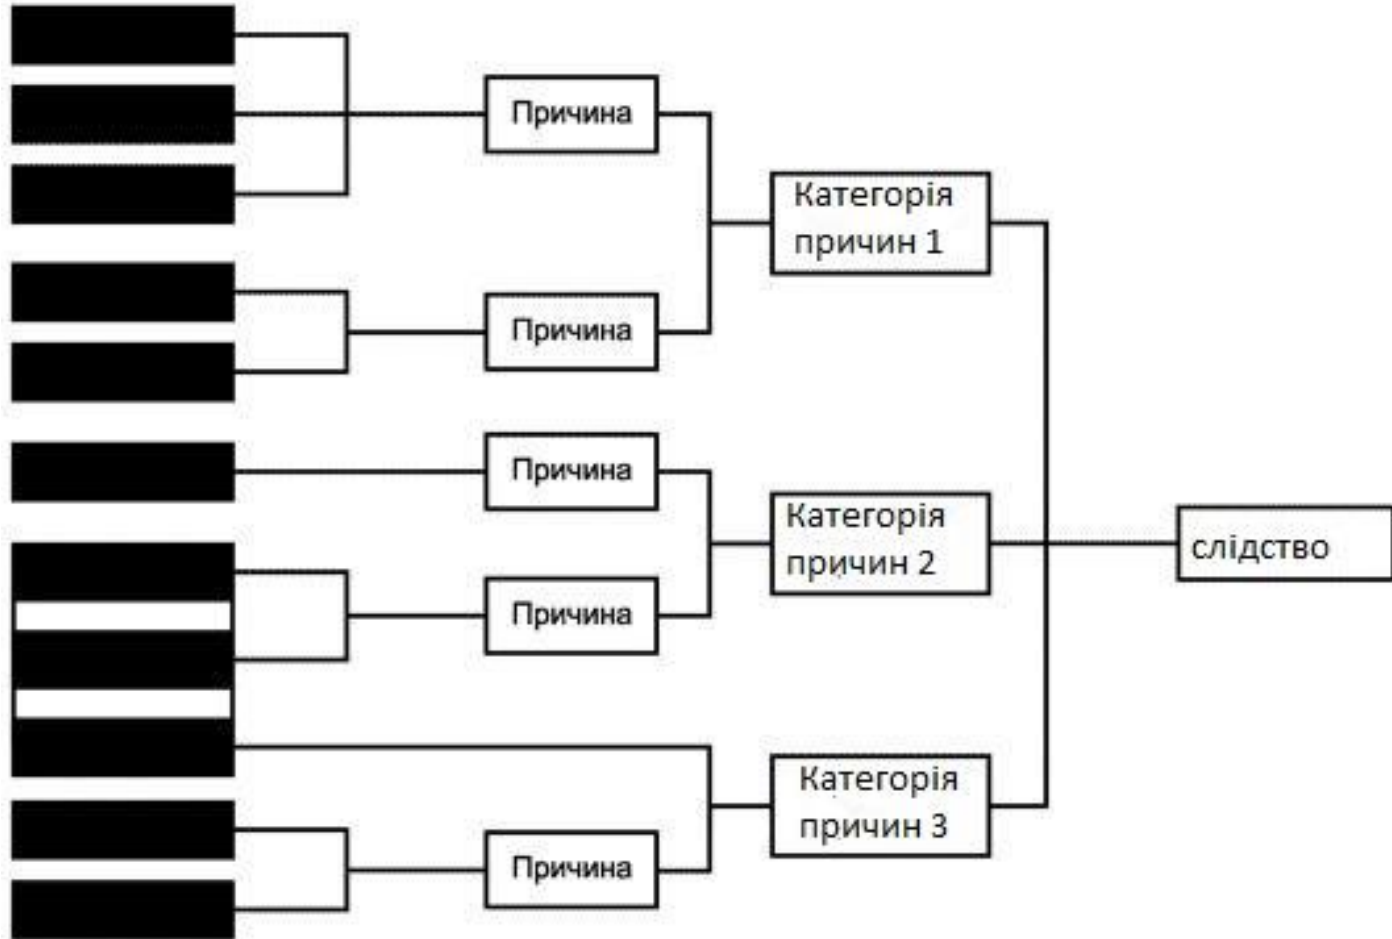 Причина
Категорія
причин 1
Причина
Причина
Категорія
причин 2
слідство
Причина
Категорія
причин 3
Причина